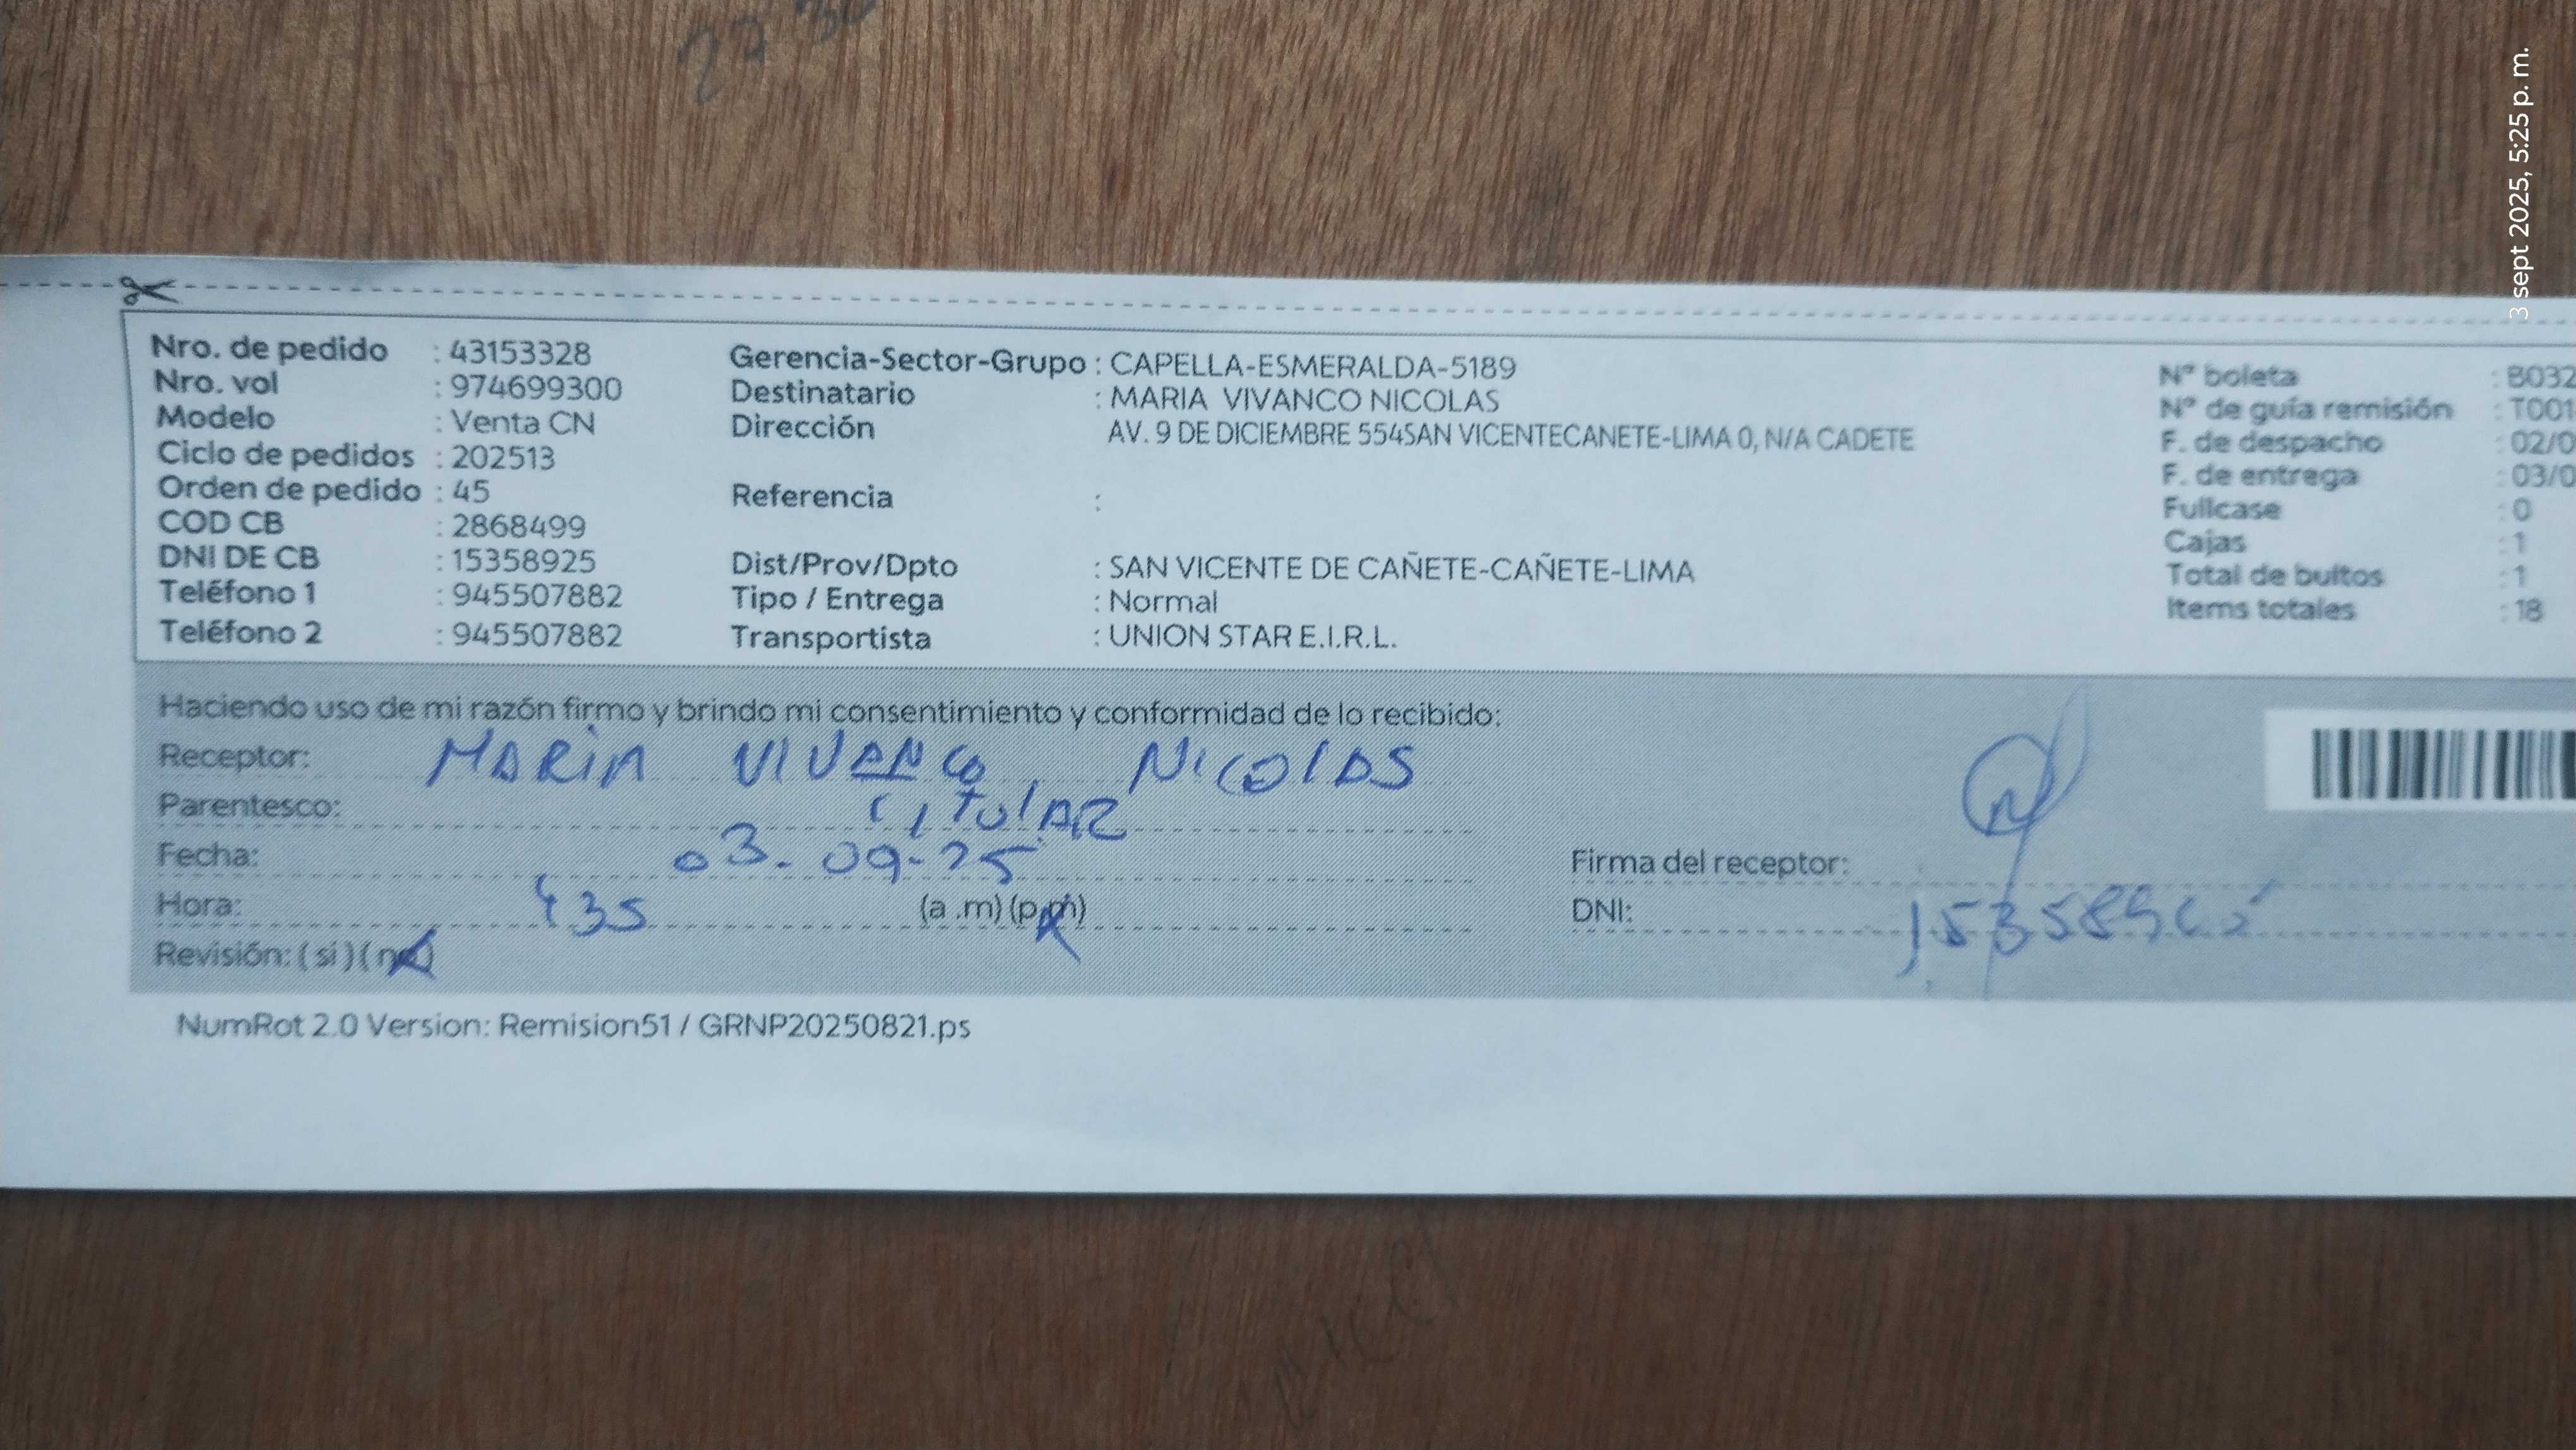 3 sept 2025, 5:25 p. m.
Nro. de pedido : 43153328
Nro. vol : 974699300
Modelo : Venta CN
Ciclo de pedidos : 202513
Orden de pedido : 45
COD CB : 2868499
DNI DE CB : 15358925
Teléfono 1 : 945507882
Teléfono 2 : 945507882
Gerencia-Sector-Grupo : CAPELLA-ESMERALDA-5189
Destinatario : MARIA VIVANCO NICOLAS
Dirección AV. 9 DE DICIEMBRE 554SAN VICENTECANETE-LIMA 0, N/A CADETE
Referencia :
Dist/Prov/Dpto : SAN VICENTE DE CAÑETE-CAÑETE-LIMA
Tipo / Entrega : Normal
Transportista : UNION STAR E.I.R.L.
N° boleta : B032
N° de guía remisión : T001
F. de despacho : 02/0
F. de entrega : 03/0
Fullcase : 0
Cajas : 1
Total de bultos : 1
Items totales : 18
Haciendo uso de mi razón firmo y brindo mi consentimiento y conformidad de lo recibido:
Receptor: MARIA VIVANCO NICOLAS
Parentesco: TITULAR
Fecha: 03-09-25
Hora: 435 (a .m) (p.m)
Revisión: ( si ) ( no )
Firma del receptor:
DNI:
NumRot 2.0 Version: Remision51 / GRNP20250821.ps